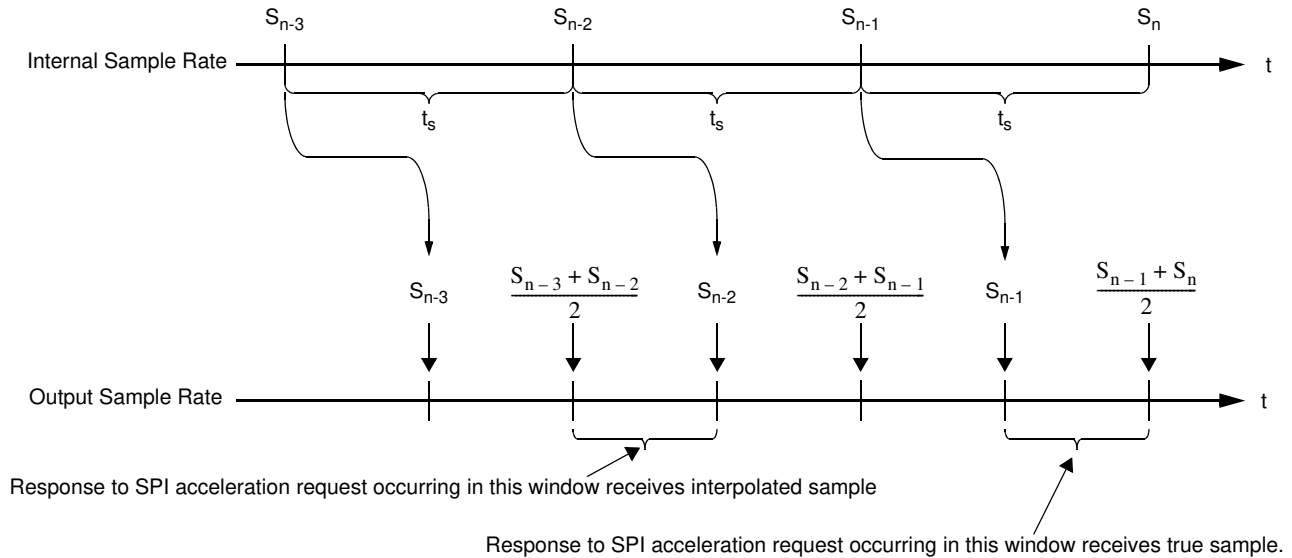 S_{n-3} S_{n-2} S_{n-1} S_n
Internal Sample Rate t
t_s t_s t_s
S_{n-3} \frac{S_{n-3} + S_{n-2}}{2} S_{n-2} \frac{S_{n-2} + S_{n-1}}{2} S_{n-1} \frac{S_{n-1} + S_n}{2}
Output Sample Rate t
Response to SPI acceleration request occurring in this window receives interpolated sample
Response to SPI acceleration request occurring in this window receives true sample.